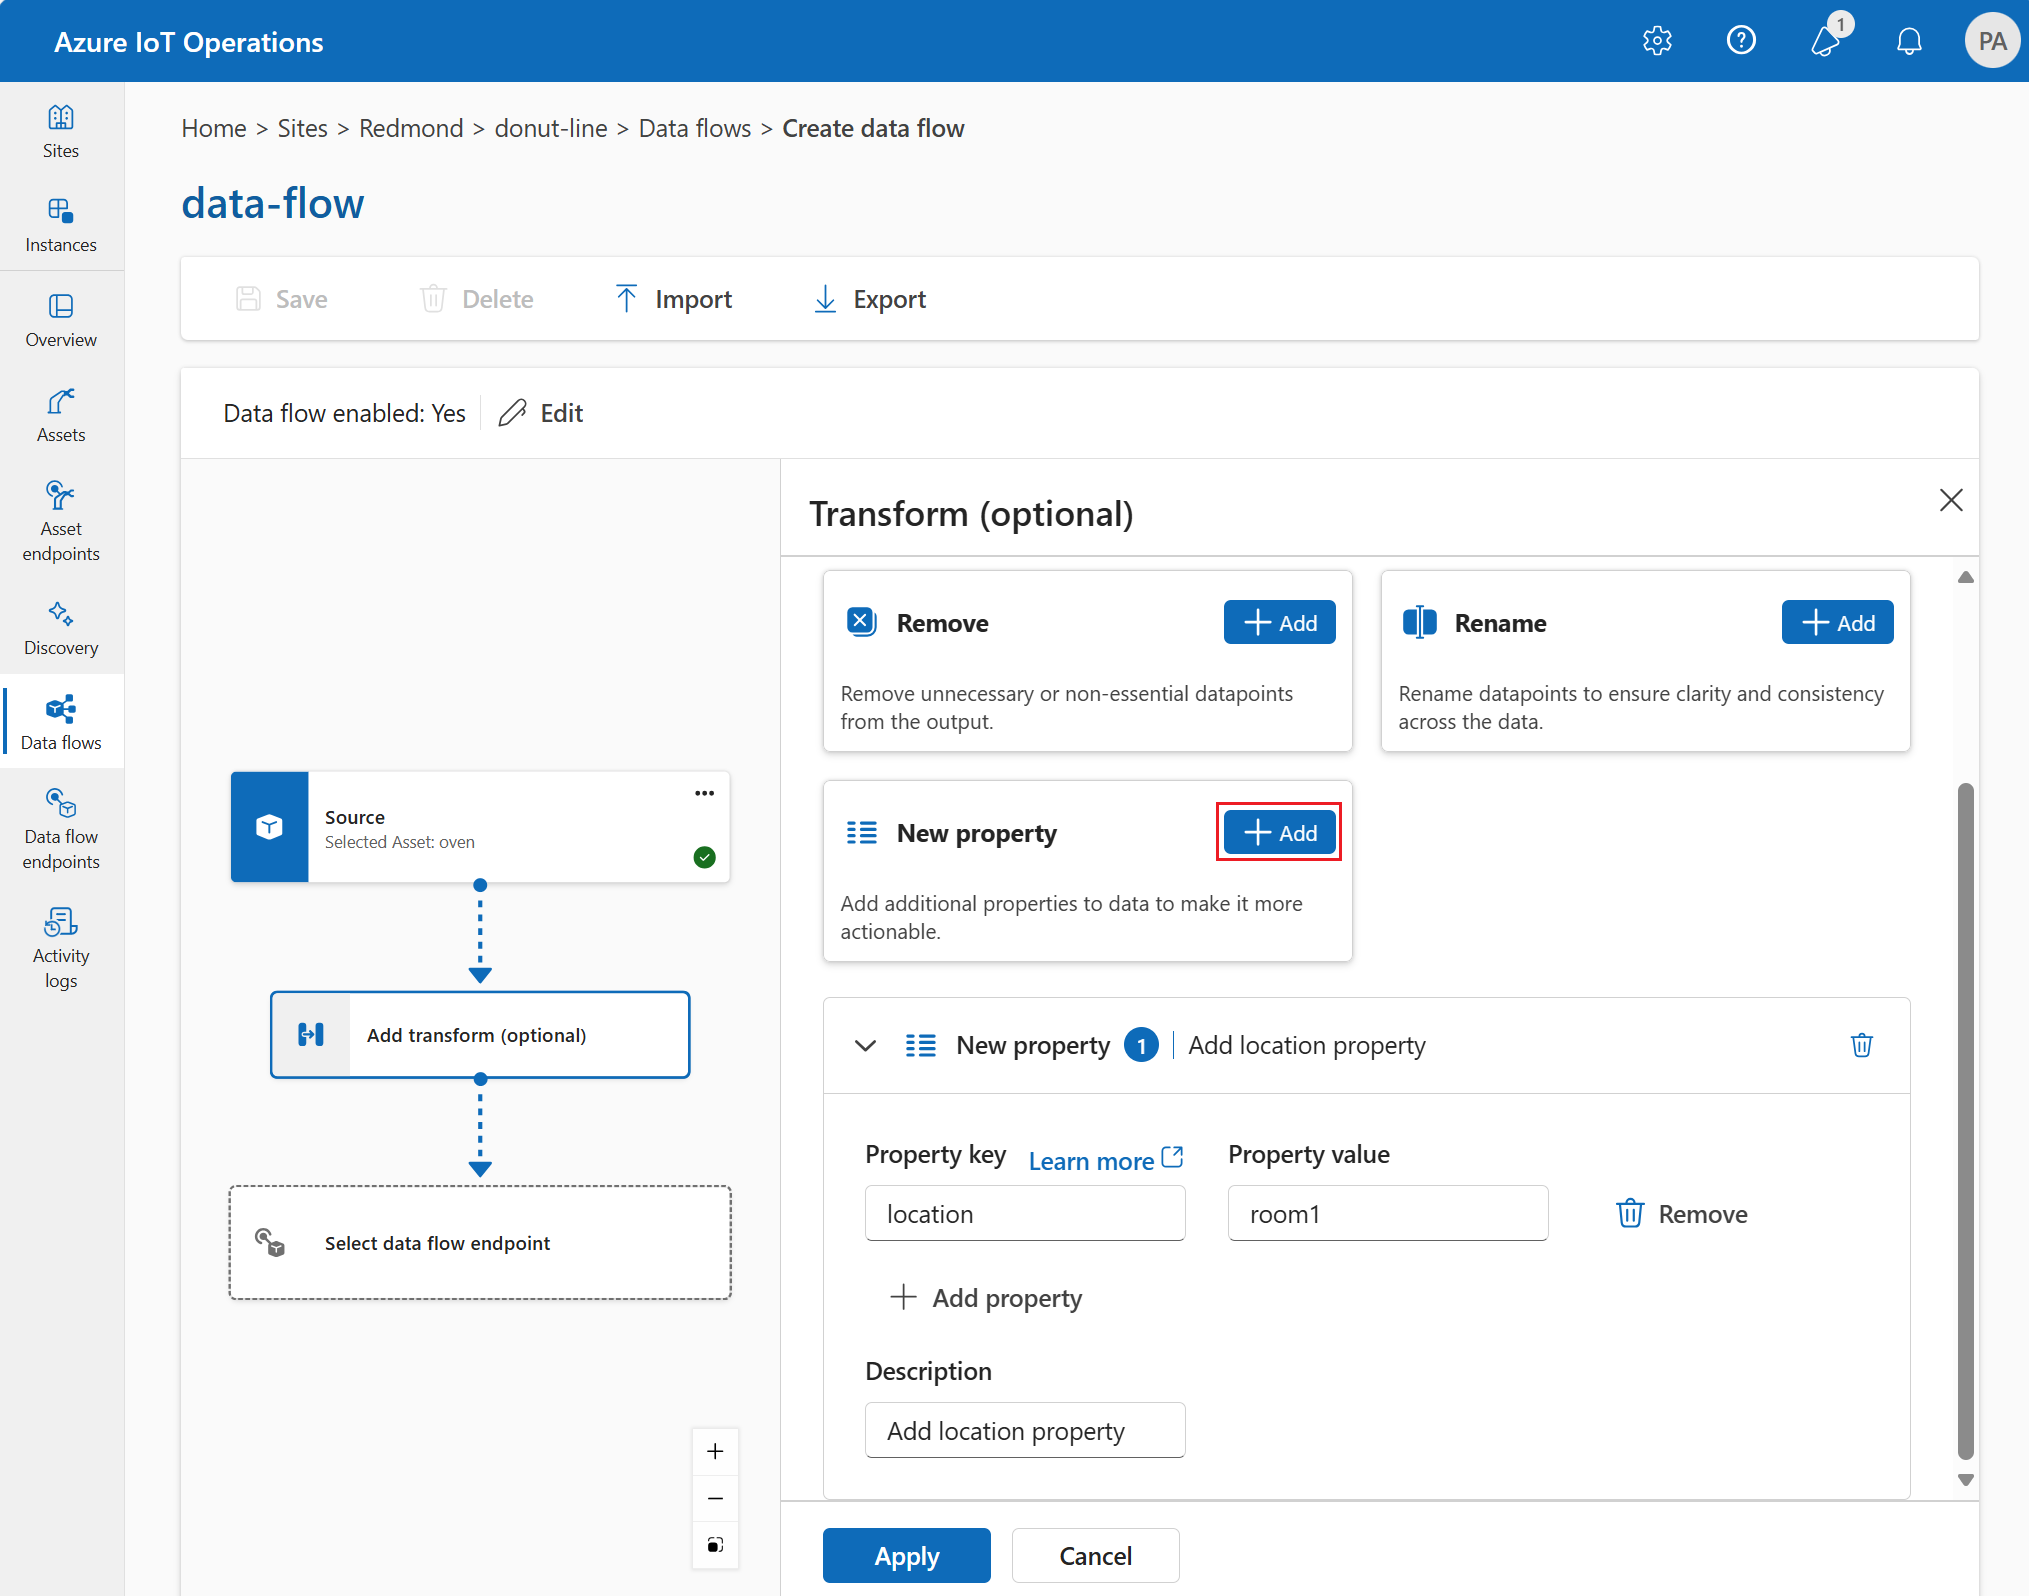 Azure IoT Operations
1
PA
Sites
Instances
Overview
Assets
Asset
endpoints
Discovery
Data flows
Data flow
endpoints
Activity
logs
Home > Sites > Redmond > donut-line > Data flows > Create data flow
data-flow
Save Delete Import Export
Data flow enabled: Yes Edit
Source
Selected Asset: oven
Add transform (optional)
Select data flow endpoint
Transform (optional)
Remove Add
Remove unnecessary or non-essential datapoints
from the output.
Rename Add
Rename datapoints to ensure clarity and consistency
across the data.
New property Add
Add additional properties to data to make it more
actionable.
New property 1 Add location property
Property key Learn more Property value
location room1 Remove
Add property
Description
Add location property
Apply Cancel